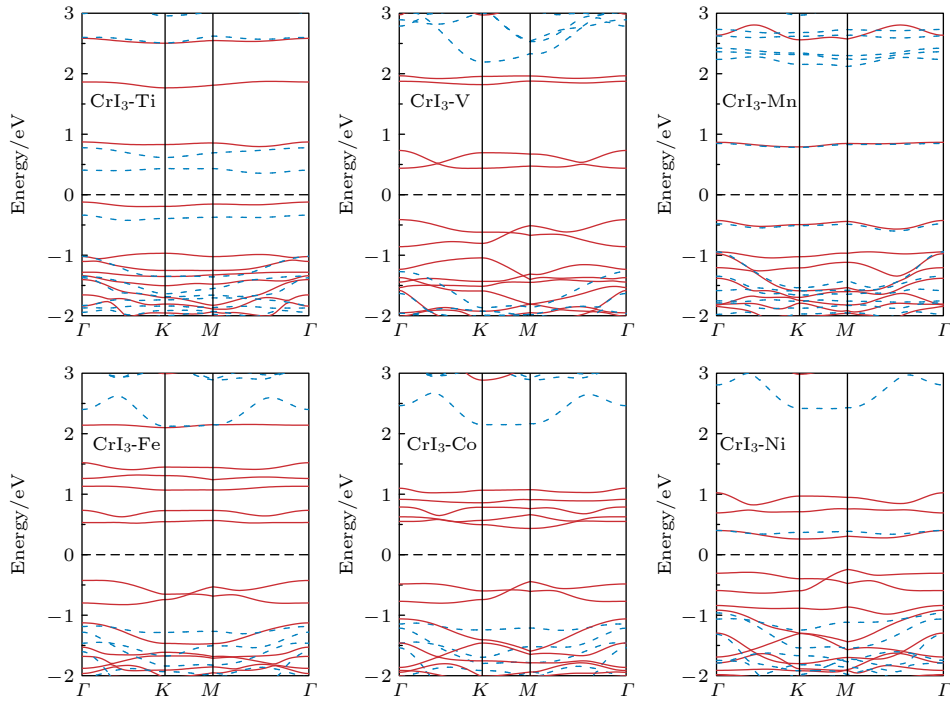 3
2
1
0
−1
−2
Energy/eV
CrI₃-Ti
Γ K M Γ
3
2
1
0
−1
−2
Energy/eV
CrI₃-V
Γ K M Γ
3
2
1
0
−1
−2
Energy/eV
CrI₃-Mn
Γ K M Γ
3
2
1
0
−1
−2
Energy/eV
CrI₃-Fe
Γ K M Γ
3
2
1
0
−1
−2
Energy/eV
CrI₃-Co
Γ K M Γ
3
2
1
0
−1
−2
Energy/eV
CrI₃-Ni
Γ K M Γ